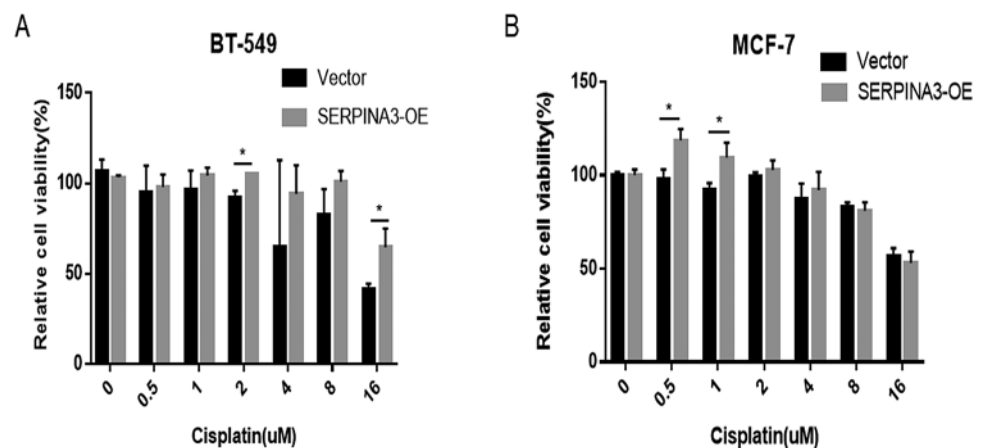 A
BT-549
Vector
SERPINA3-OE
Relative cell viability(%)
150
100
50
0
*
*
0 0.5 1 2 4 8 16
Cisplatin(uM)
B
MCF-7
Vector
SERPINA3-OE
Relative cell viability(%)
150
100
50
0
*
*
0 0.5 1 2 4 8 16
Cisplatin(uM)